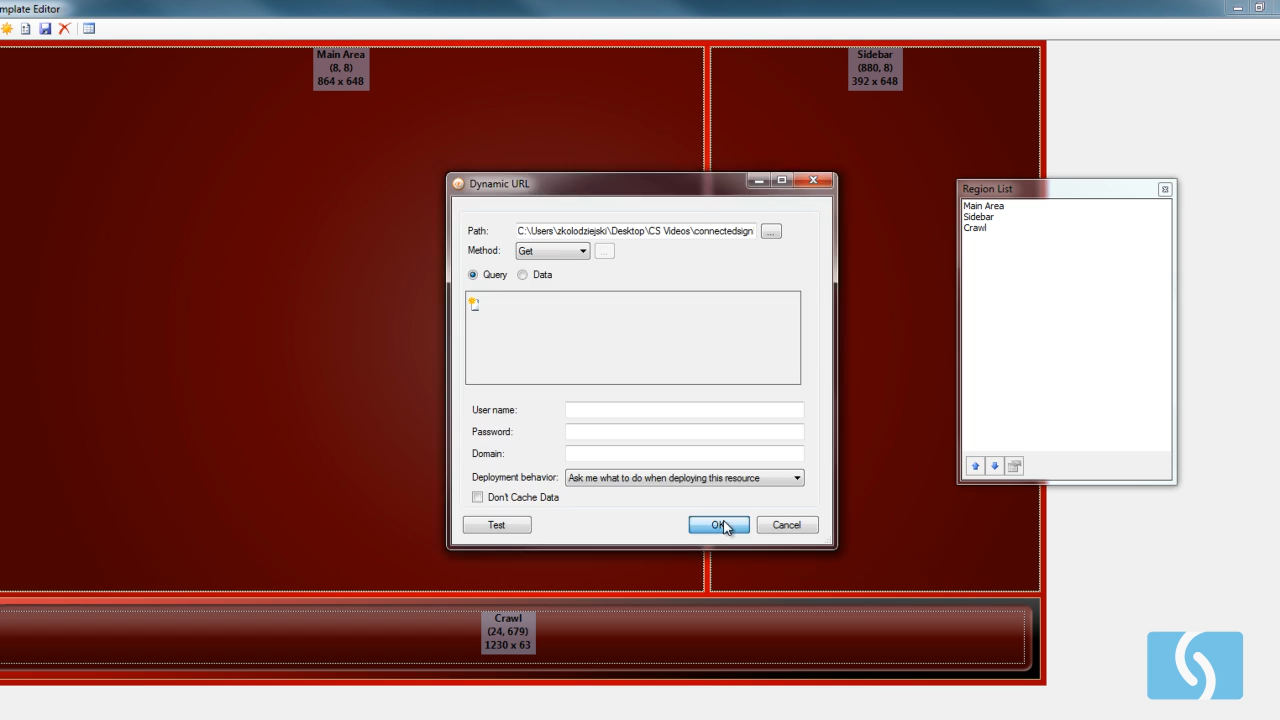 mplate Editor
Main Area
(8, 8)
864 x 648
Sidebar
(880, 8)
392 x 648
Dynamic URL
Path: C:\Users\zkolodziejski\Desktop\CS Videos\connectedsign ...
Method: Get ...
Query Data
User name:
Password:
Domain:
Deployment behavior: Ask me what to do when deploying this resource
Don't Cache Data
Test OK Cancel
Region List
Main Area
Sidebar
Crawl
Crawl
(24, 679)
1230 x 63